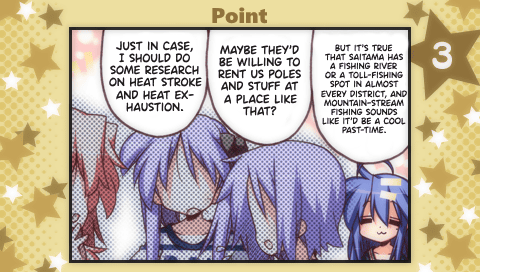 Point
3
JUST IN CASE,
I SHOULD DO
SOME RESEARCH
ON HEAT STROKE
AND HEAT EX-
HAUSTION.
MAYBE THEY'D
BE WILLING TO
RENT US POLES
AND STUFF AT
A PLACE LIKE
THAT?
BUT IT'S TRUE
THAT SAITAMA HAS
A FISHING RIVER
OR A TOLL-FISHING
SPOT IN ALMOST
EVERY DISTRICT, AND
MOUNTAIN-STREAM
FISHING SOUNDS
LIKE IT'D BE A COOL
PAST-TIME.